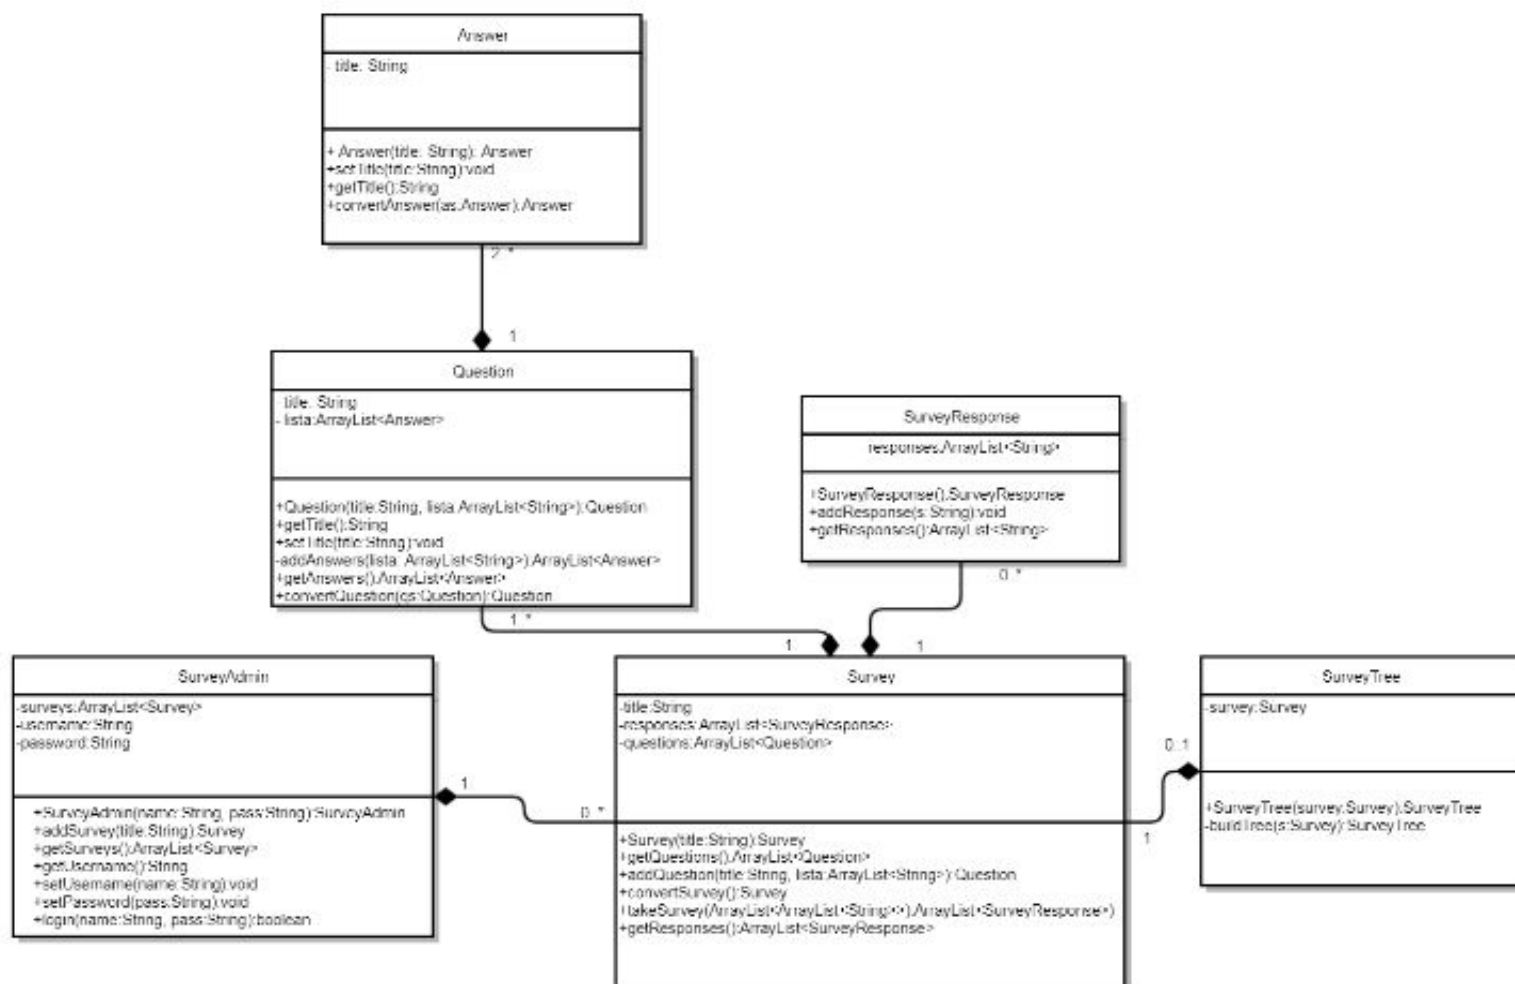 Answer
- title: String
+ Answer(title: String): Answer
+setTitle(title:String):void
+getTitle():String
+convertAnswer(as:Answer):Answer
2..*
1
Question
- title: String
- lista:ArrayList<Answer>
+Question(title:String, lista:ArrayList<String>):Question
+getTitle():String
+setTitle(title:String):void
-addAnswers(lista: ArrayList<String>):ArrayList<Answer>
+getAnswers():ArrayList<Answer>
+convertQuestion(qs:Question):Question
1..*
1
SurveyResponse
responses:ArrayList<String>
+SurveyResponse():SurveyResponse
+addResponse(s:String):void
+getResponses():ArrayList<String>
0..*
1
SurveyAdmin
-surveys:ArrayList<Survey>
-username:String
-password:String
+SurveyAdmin(name:String, pass:String):SurveyAdmin
+addSurvey(title:String):Survey
+getSurveys():ArrayList<Survey>
+getUsername():String
+setUsername(name:String):void
+setPassword(pass:String):void
+login(name:String, pass:String):boolean
1
0..*
Survey
-title:String
-responses:ArrayList<SurveyResponse>
-questions:ArrayList<Question>
+Survey(title:String):Survey
+getQuestions():ArrayList<Question>
+addQuestion(title:String, lista:ArrayList<String>):Question
+convertSurvey():Survey
+takeSurvey(ArrayList<ArrayList<String>>):ArrayList<SurveyResponse>)
+getResponses():ArrayList<SurveyResponse>
0..1
1
SurveyTree
-survey:Survey
+SurveyTree(survey:Survey):SurveyTree
-buildTree(s:Survey):SurveyTree